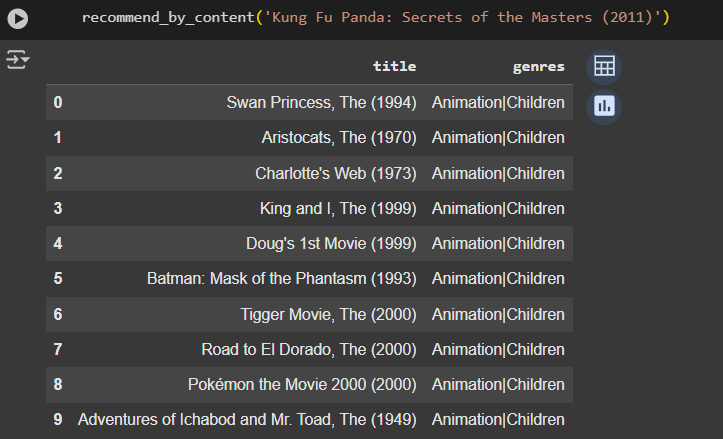 recommend_by_content('Kung Fu Panda: Secrets of the Masters (2011)')
title genres
0 Swan Princess, The (1994) Animation|Children
1 Aristocats, The (1970) Animation|Children
2 Charlotte's Web (1973) Animation|Children
3 King and I, The (1999) Animation|Children
4 Doug's 1st Movie (1999) Animation|Children
5 Batman: Mask of the Phantasm (1993) Animation|Children
6 Tigger Movie, The (2000) Animation|Children
7 Road to El Dorado, The (2000) Animation|Children
8 Pokémon the Movie 2000 (2000) Animation|Children
9 Adventures of Ichabod and Mr. Toad, The (1949) Animation|Children